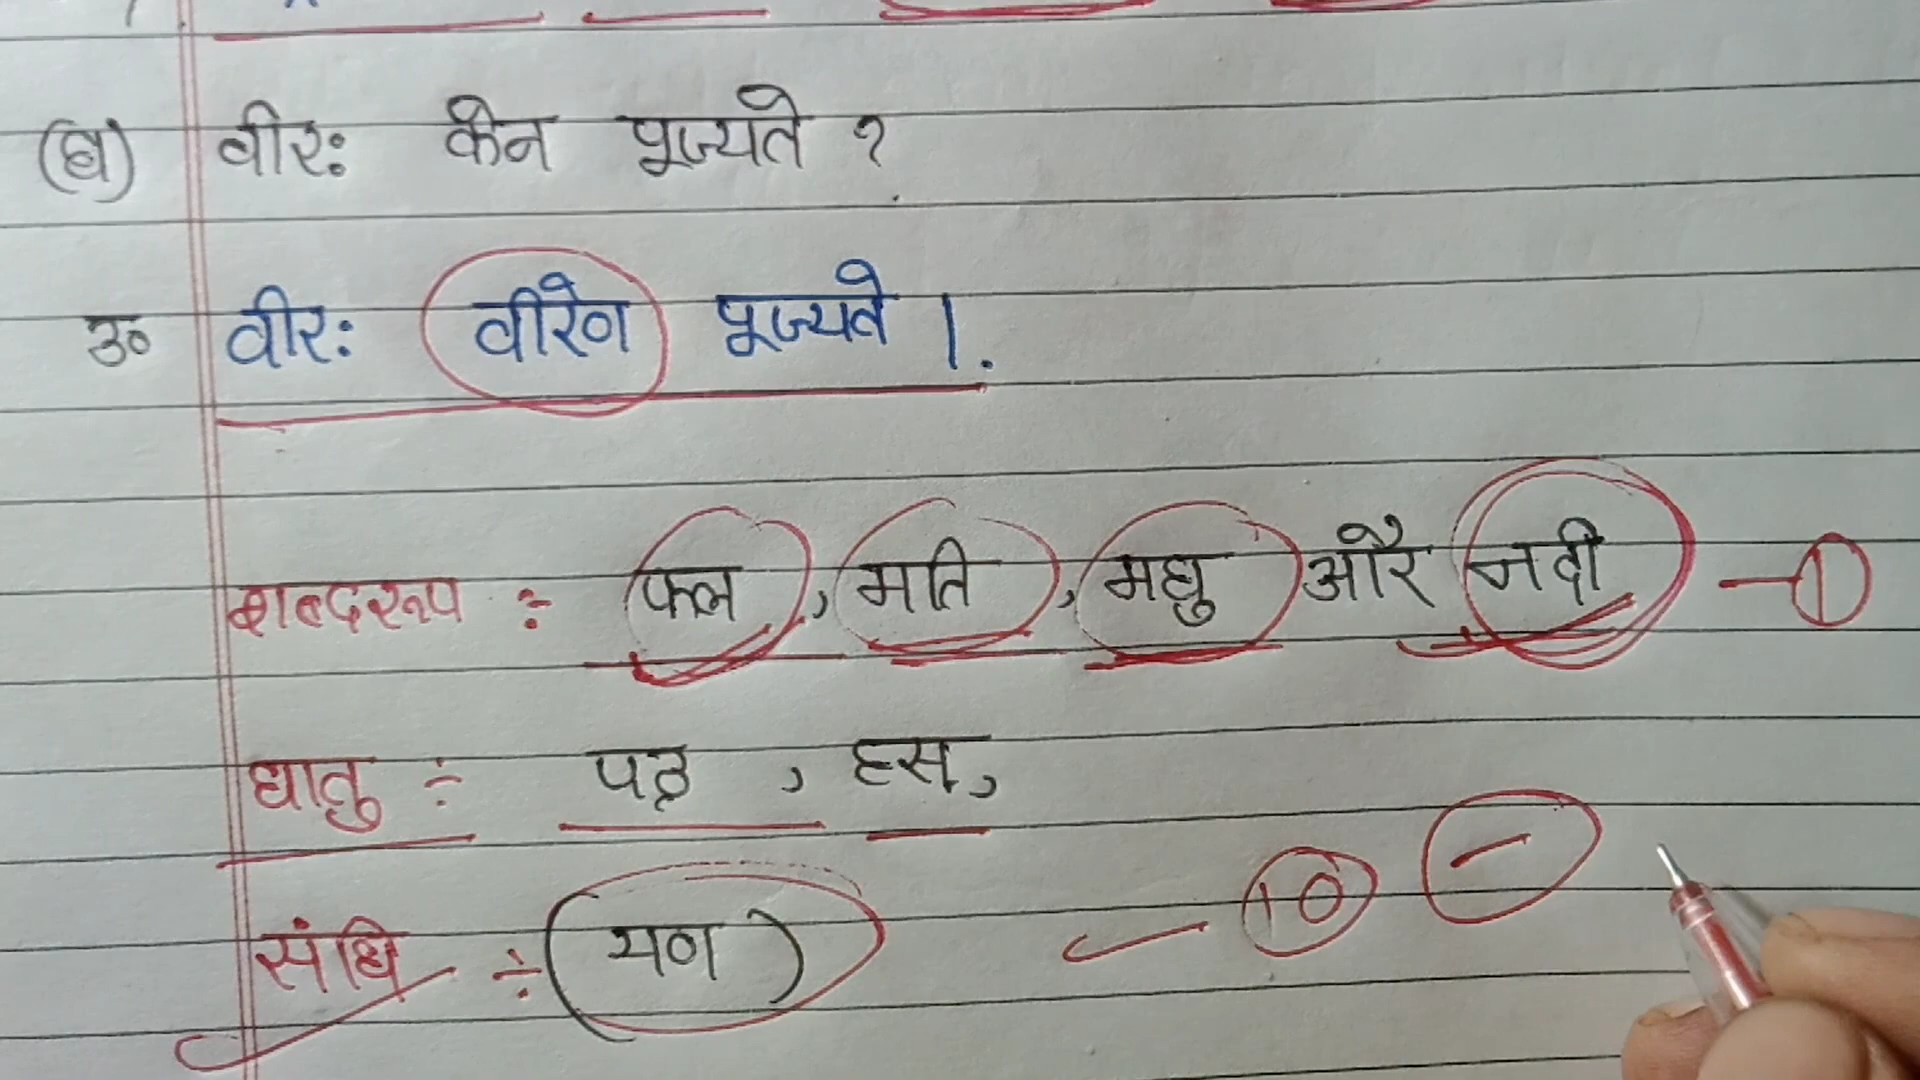 (ब) वीरः केन पूज्यते ?
उ० वीरः वीरेण पूज्यते ।.
शब्दरूप ÷ फल , मति , मधु और नदी – ①
धातु ÷ पठ , हस,
संधि ÷ (यण) – ⑩ –